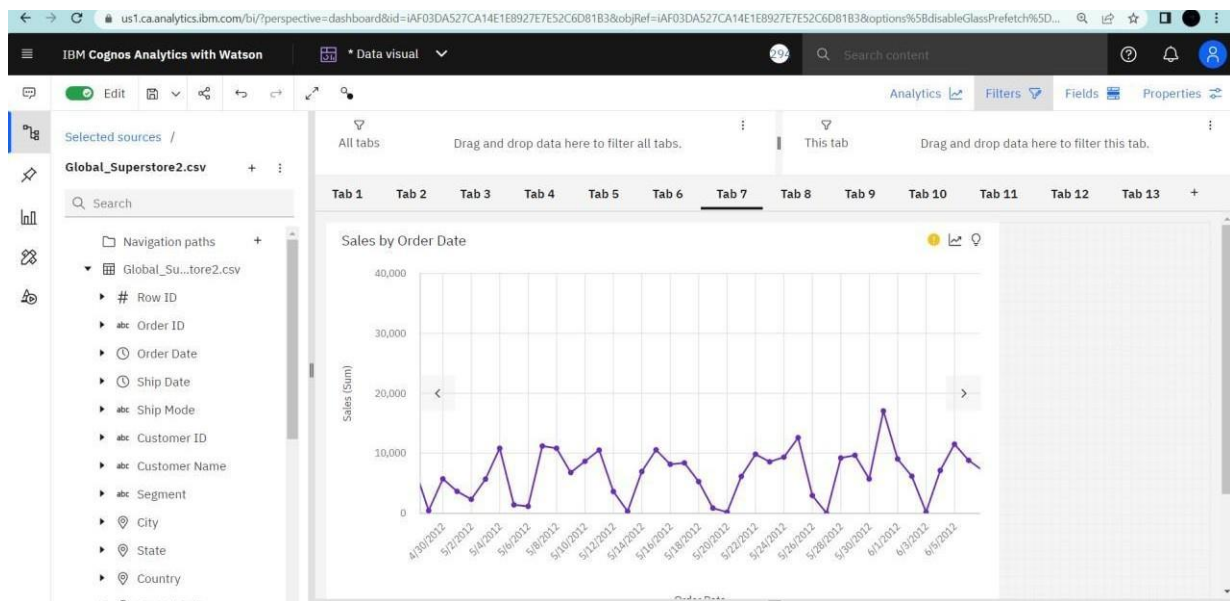 us1.ca.analytics.ibm.com/bi/?perspective=dashboard&id=iAF03DA527CA14E1E8927E7E52C6D81B3&objRef=iAF03DA527CA14E1E8927E7E52C6D81B3&options%5BdisableGlassPrefetch%5D...
IBM Cognos Analytics with Watson
* Data visual
294
Search content
Edit
Analytics
Filters
Fields
Properties
Selected sources /
Global_Superstore2.csv
Search
Navigation paths
Global_Su...tore2.csv
# Row ID
abc Order ID
Order Date
Ship Date
abc Ship Mode
abc Customer ID
abc Customer Name
abc Segment
City
State
Country
All tabs
Drag and drop data here to filter all tabs.
This tab
Drag and drop data here to filter this tab.
Tab 1 Tab 2 Tab 3 Tab 4 Tab 5 Tab 6 Tab 7 Tab 8 Tab 9 Tab 10 Tab 11 Tab 12 Tab 13 +
Sales by Order Date
Sales (Sum)
40,000
30,000
20,000
10,000
0
4/30/2012 5/2/2012 5/4/2012 5/6/2012 5/8/2012 5/10/2012 5/12/2012 5/14/2012 5/16/2012 5/18/2012 5/20/2012 5/22/2012 5/24/2012 5/26/2012 5/28/2012 5/30/2012 6/1/2012 6/3/2012 6/5/2012
Order Date